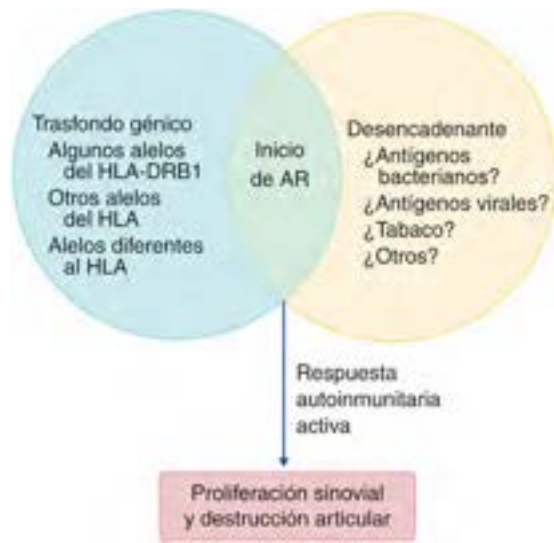 Trasfondo génico
Algunos alelos
del HLA-DRB1
Otros alelos
del HLA
Alelos diferentes
al HLA
Inicio
de AR
Desencadenante
¿Antígenos
bacterianos?
¿Antígenos virales?
¿Tabaco?
¿Otros?
Respuesta
autoinmunitaria
activa
Proliferación sinovial
y destrucción articular